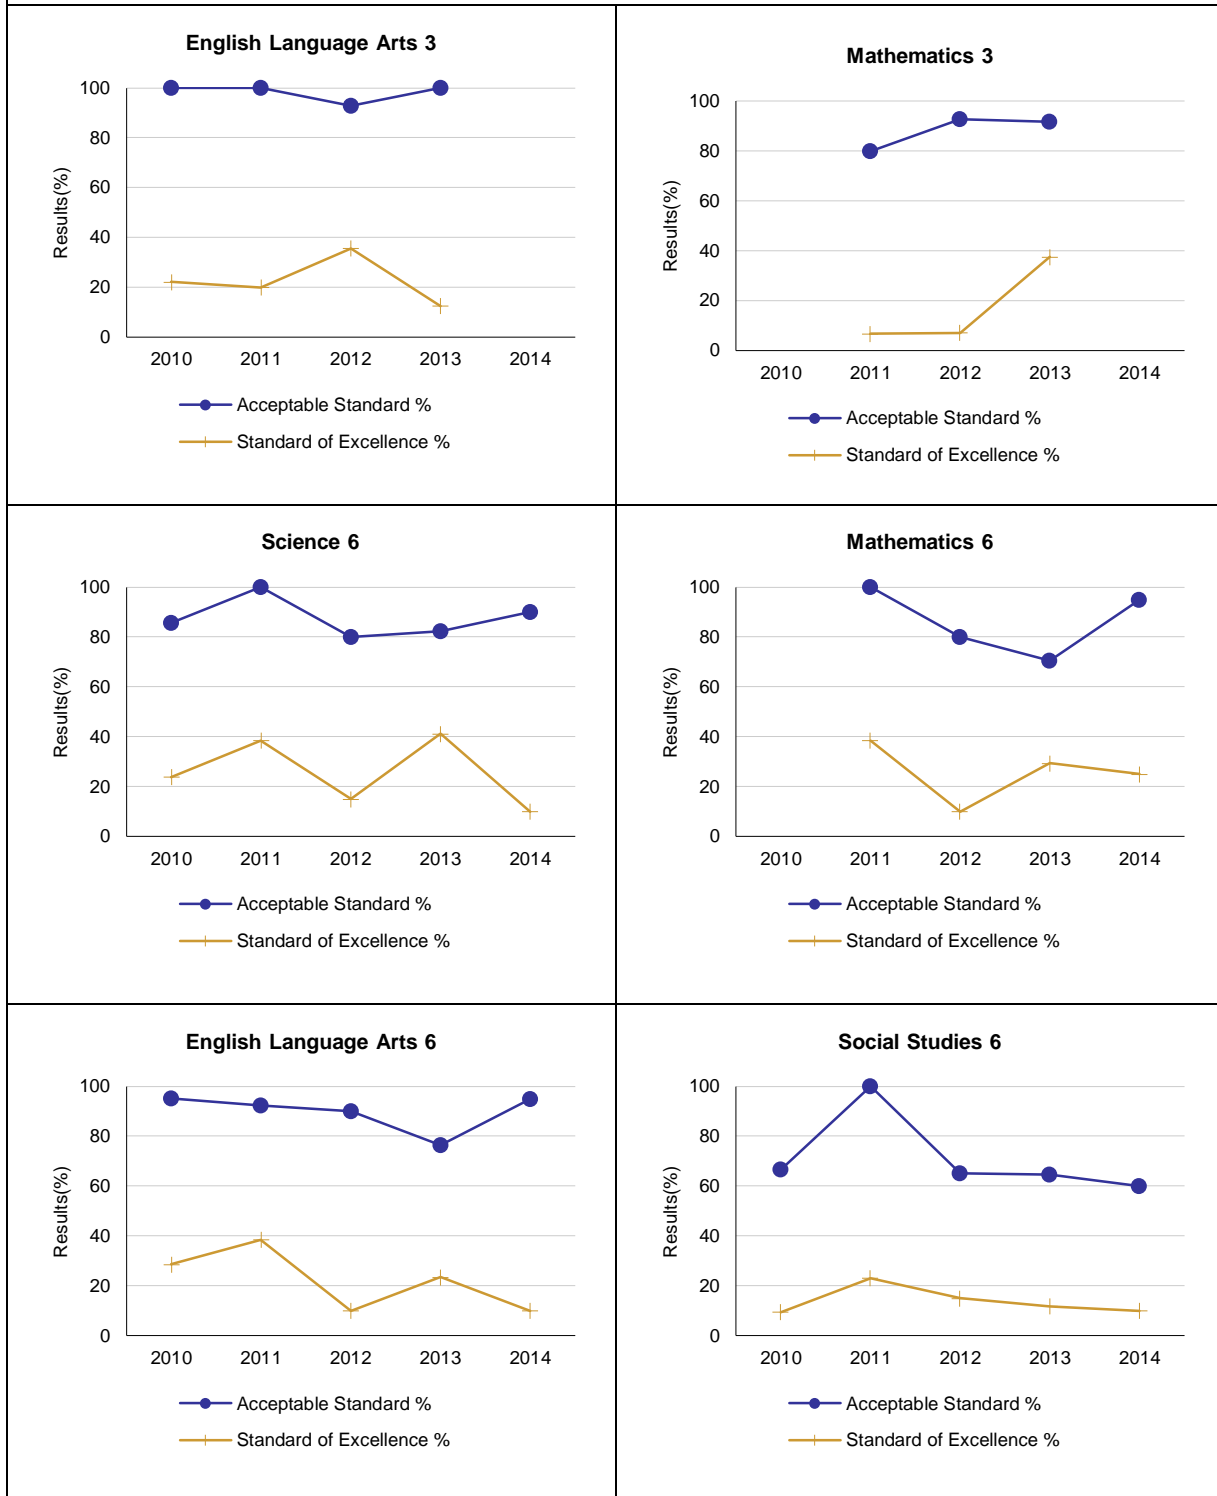 English Language Arts 3
Results(%)
100
80
60
40
20
0
2010 2011 2012 2013 2014
Acceptable Standard %
Standard of Excellence %
Mathematics 3
Results(%)
100
80
60
40
20
0
2010 2011 2012 2013 2014
Acceptable Standard %
Standard of Excellence %
Science 6
Results(%)
100
80
60
40
20
0
2010 2011 2012 2013 2014
Acceptable Standard %
Standard of Excellence %
Mathematics 6
Results(%)
100
80
60
40
20
0
2010 2011 2012 2013 2014
Acceptable Standard %
Standard of Excellence %
English Language Arts 6
Results(%)
100
80
60
40
20
0
2010 2011 2012 2013 2014
Acceptable Standard %
Standard of Excellence %
Social Studies 6
Results(%)
100
80
60
40
20
0
2010 2011 2012 2013 2014
Acceptable Standard %
Standard of Excellence %